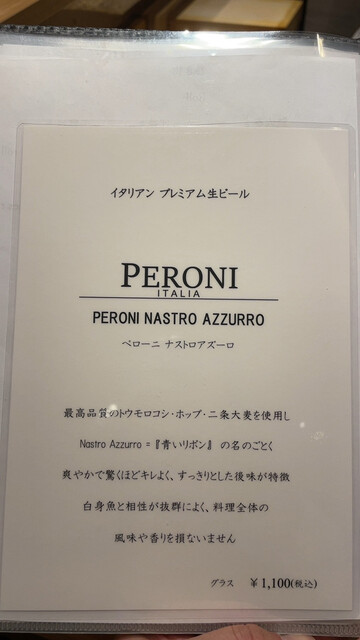 イタリアン プレミアム生ビール
PERONI
ITALIA
PERONI NASTRO AZZURRO
ペローニ ナストロアズーロ
最高品質のトウモロコシ・ホップ・二条大麦を使用し
Nastro Azzurro = 『青いリボン』 の名のごとく
爽やかで驚くほどキレよく、すっきりとした後味が特徴
白身魚と相性が抜群によく、料理全体の
風味や香りを損ないません
グラス ￥1,100(税込)